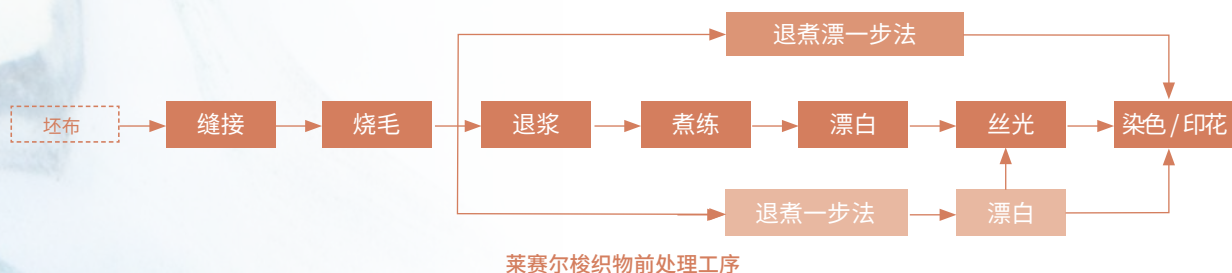 退煮漂一步法
坯布
缝接
烧毛
退浆
煮练
漂白
丝光
染色/印花
退煮一步法
漂白
莱赛尔梭织物前处理工序